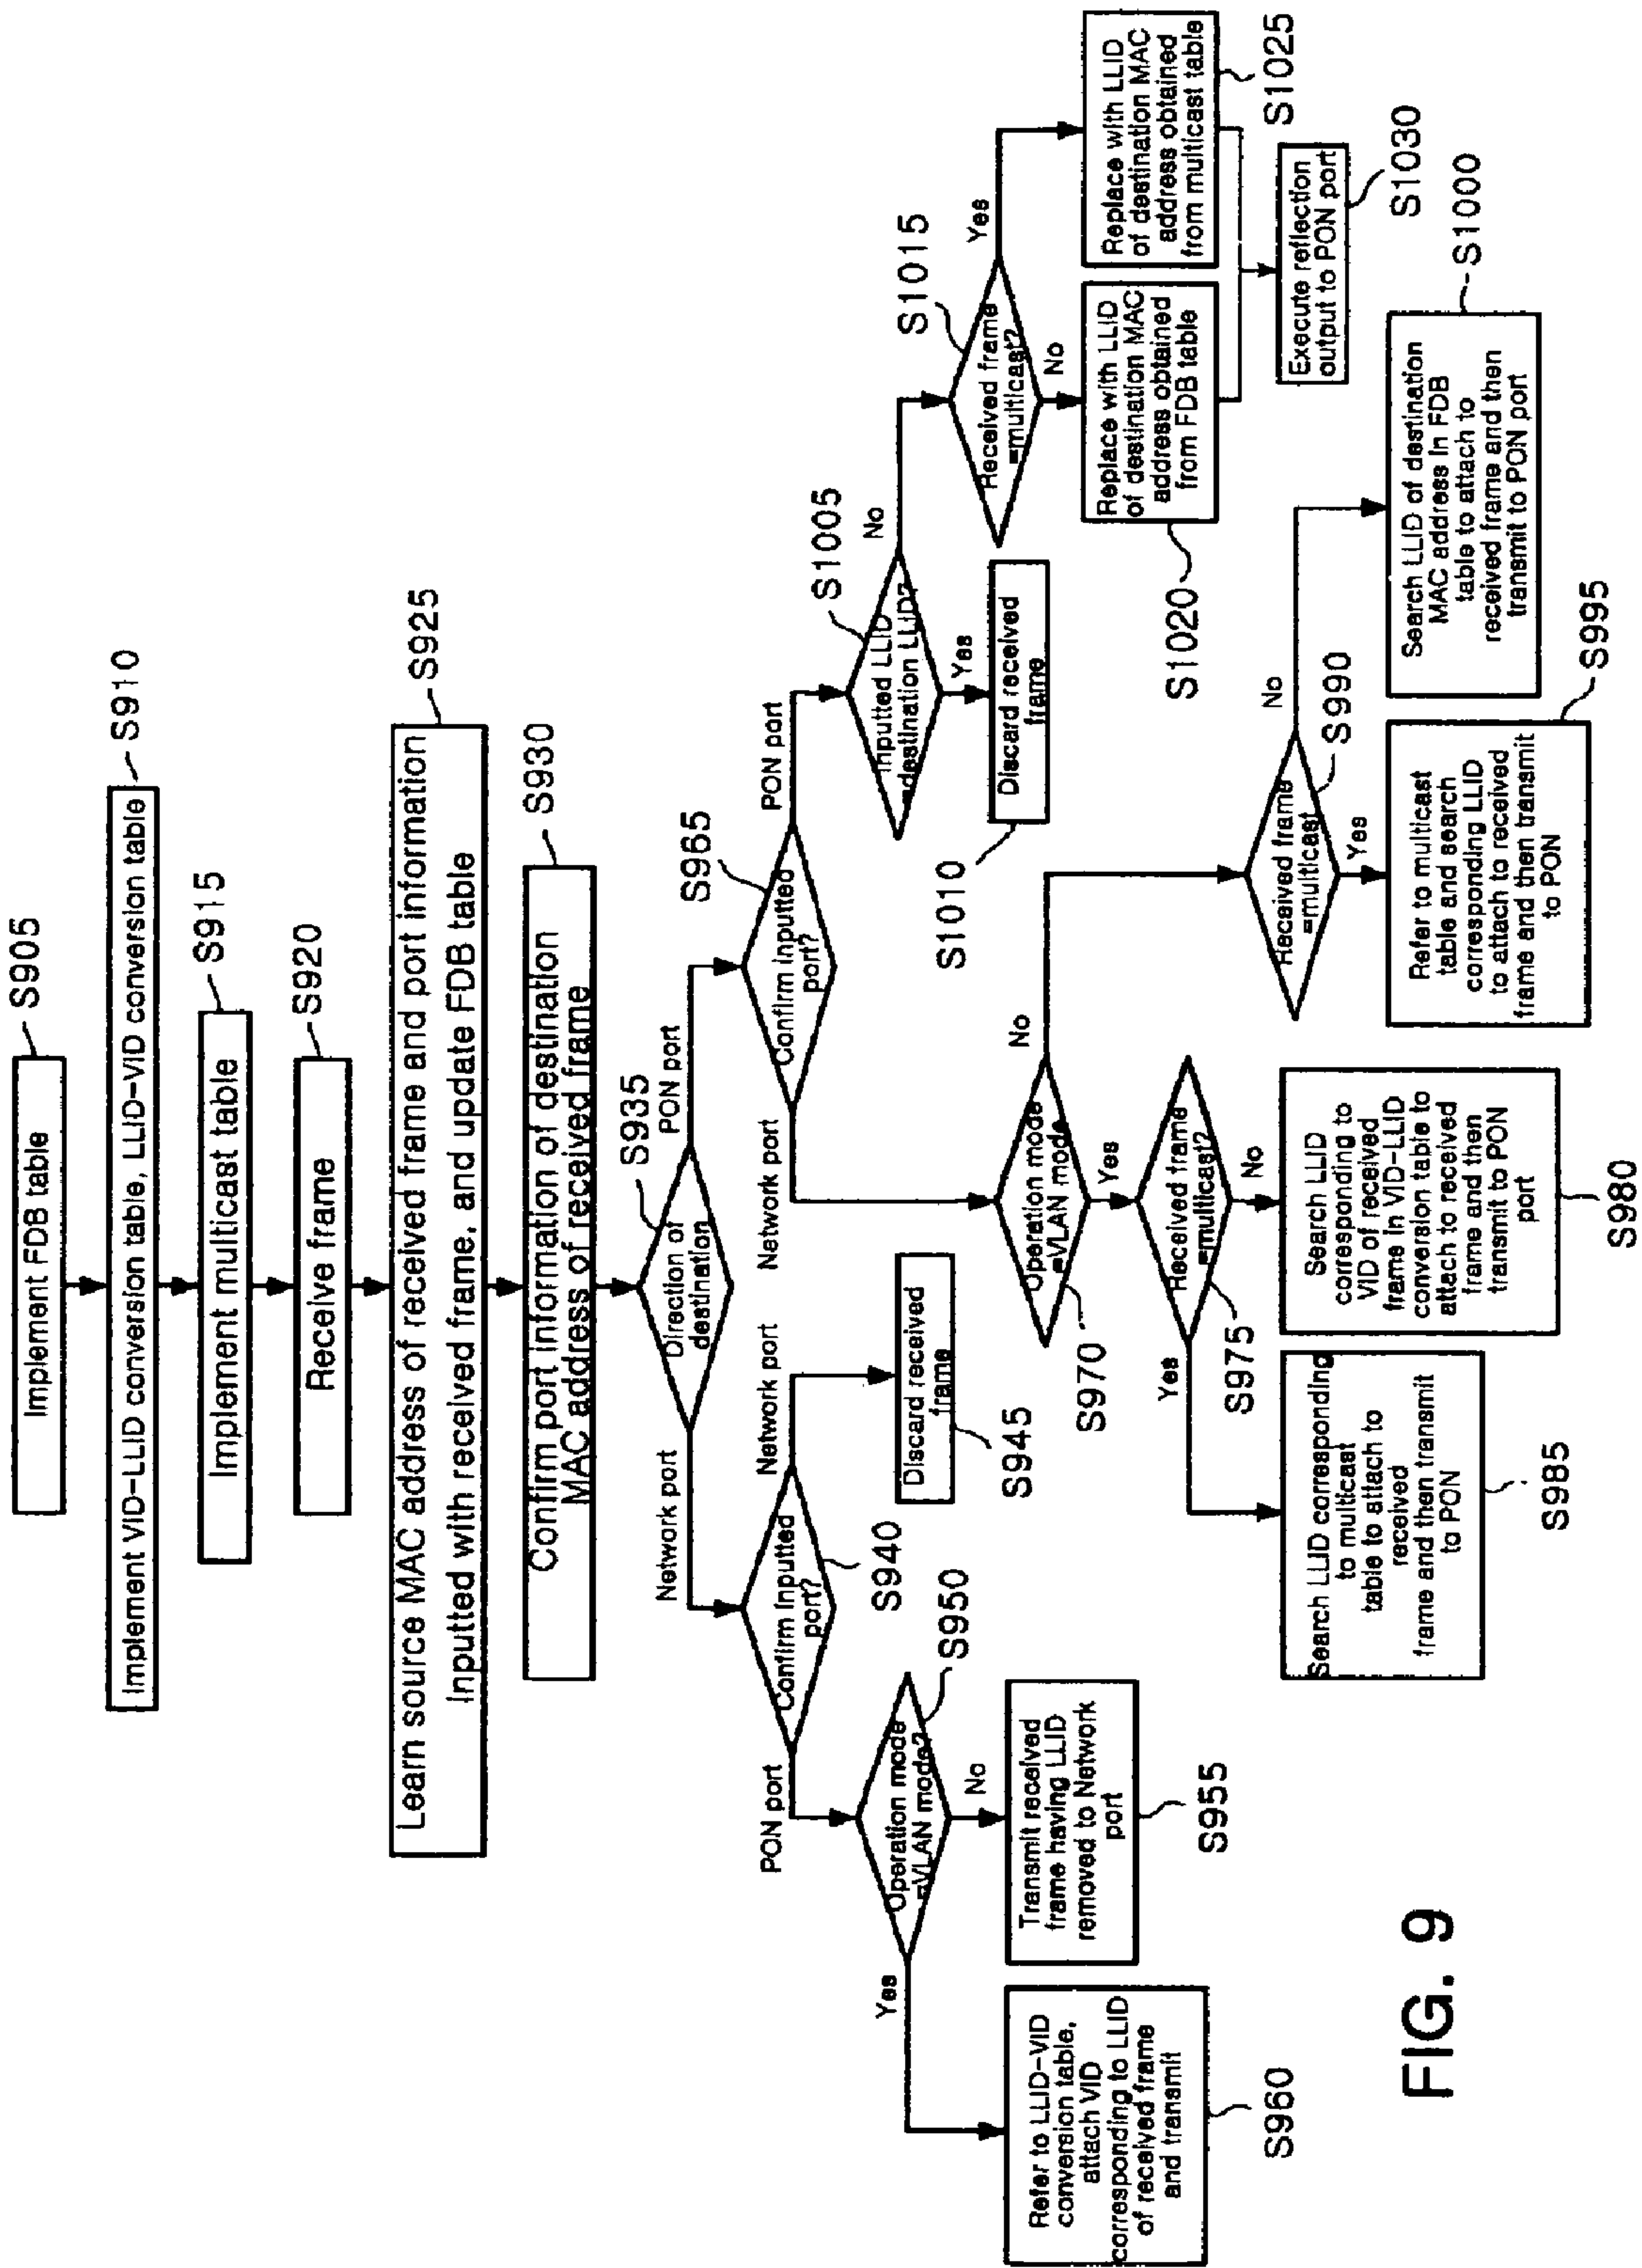 Implement FDB table
S905
Implement VID-LLID conversion table, LLID-VID conversion table
S910
Implement multicast table
S915
Receive frame
S920
Learn source MAC address of received frame and port information
Inputted with received frame, and update FDB table
S925
Confirm port information of destination
MAC address of received frame
S930
Direction of
destination
S935
Network port
PON port
Confirm Inputted
port?
S940
PON port
Network port
Confirm Inputted
port?
S965
Network port
PON port
Operation mode
=VLAN mode?
S950
Yes
No
Discard received
frame
S945
Refer to LLID-VID
conversion table,
attach VID
corresponding to LLID
of received frame
and transmit
S960
Transmit received
frame having LLID
removed to Network
port
S955
Operation mode
=VLAN mode
S970
Yes
No
Received frame
=multicast?
S975
Yes
No
Search LLID corresponding
to multicast
table to attach to
received
frame and then transmit
to PON
S985
Search LLID
corresponding to
VID of received
frame in VID-LLID
conversion table to
attach to received
frame and then
transmit to PON
port
S980
Received frame
=multicast
S990
Yes
No
Refer to multicast
table and search
corresponding LLID
to attach to received
frame and then transmit
to PON
S995
Search LLID of destination
MAC address in FDB
table to attach to
received frame and then
transmit to PON port
S1000
Inputted LLID
=destination LLID?
S1005
Yes
No
Discard received
frame
S1010
Received frame
=multicast?
S1015
No
Yes
Replace with LLID
of destination MAC
address obtained
from FDB table
S1020
Replace with LLID
of destination MAC
address obtained
from multicast table
S1025
Execute reflection
output to PON port
S1030
FIG. 9